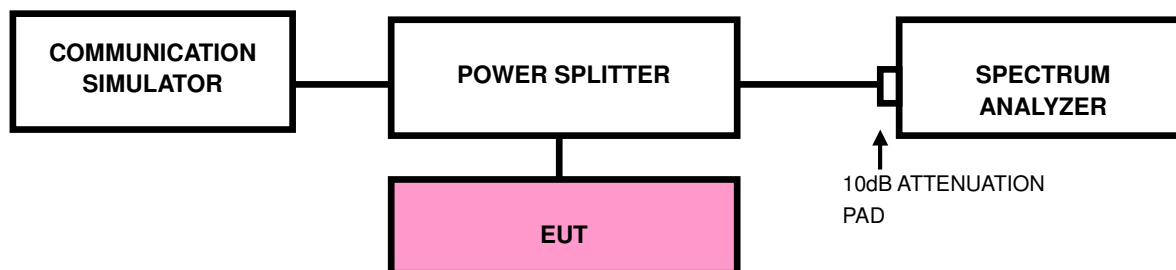 COMMUNICATION
SIMULATOR
POWER SPLITTER
SPECTRUM
ANALYZER
10dB ATTENUATION
PAD
EUT